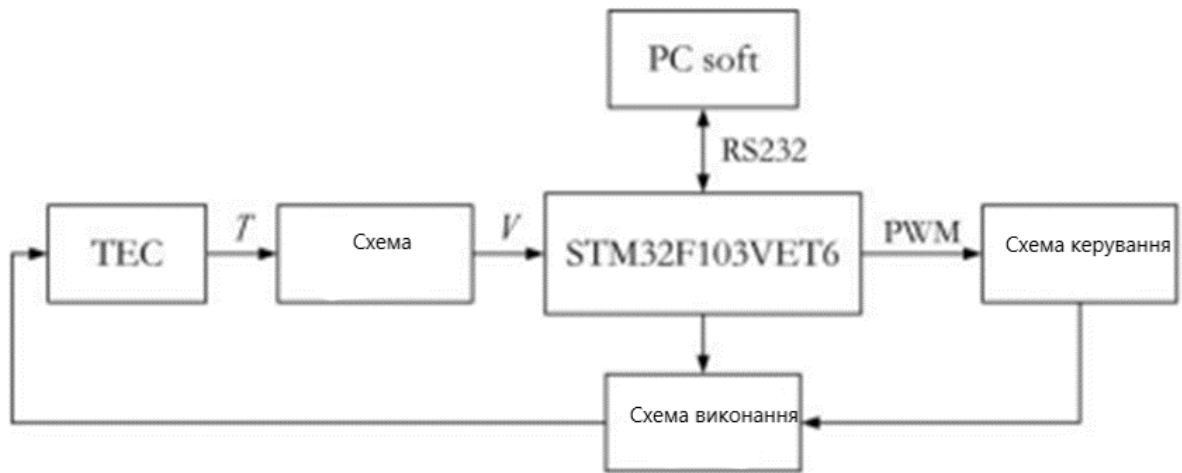 PC soft
RS232
TEC
T
Схема
V
STM32F103VET6
PWM
Схема керування
Схема виконання